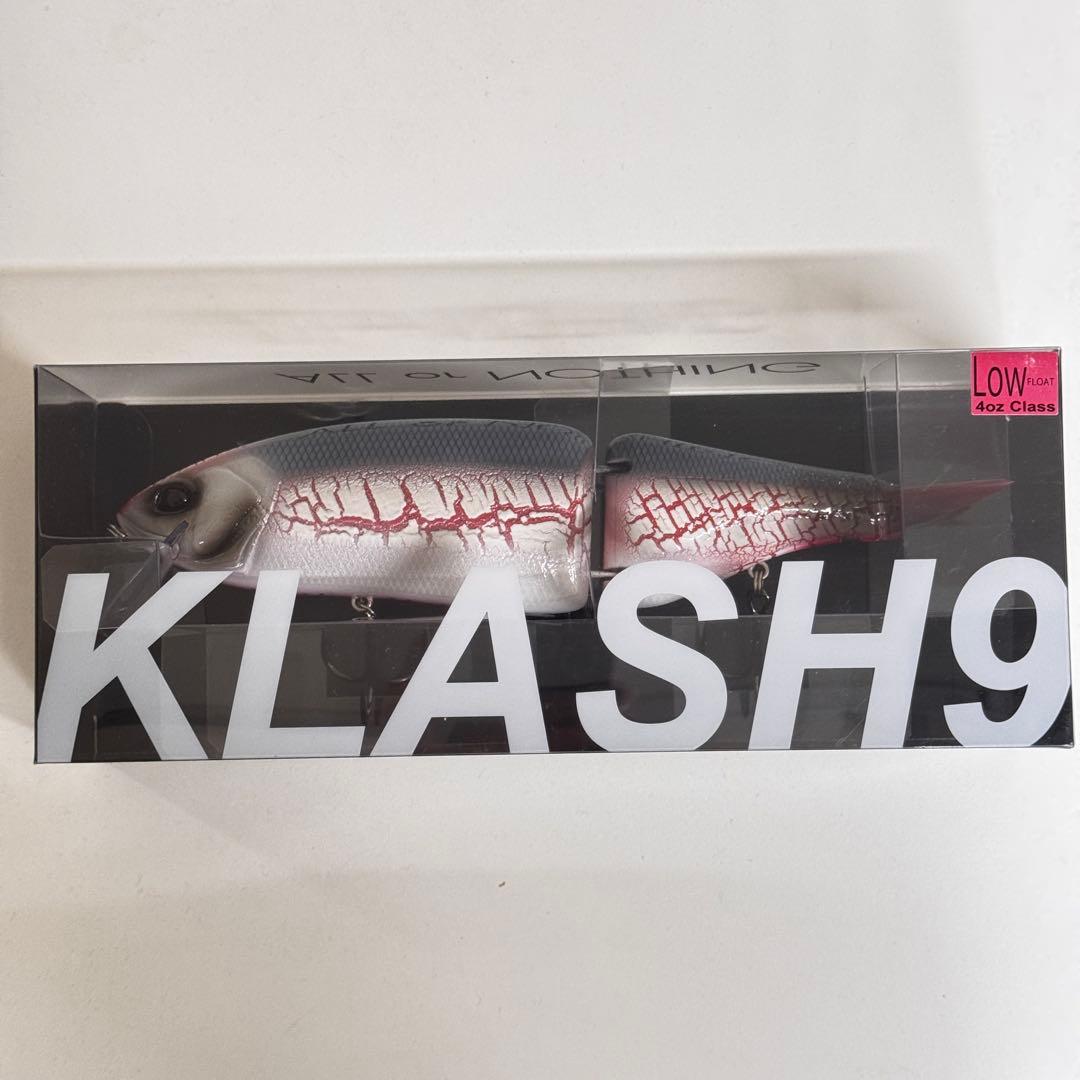 ALL or NOTHING
LOW FLOAT
4oz Class
KLASH9